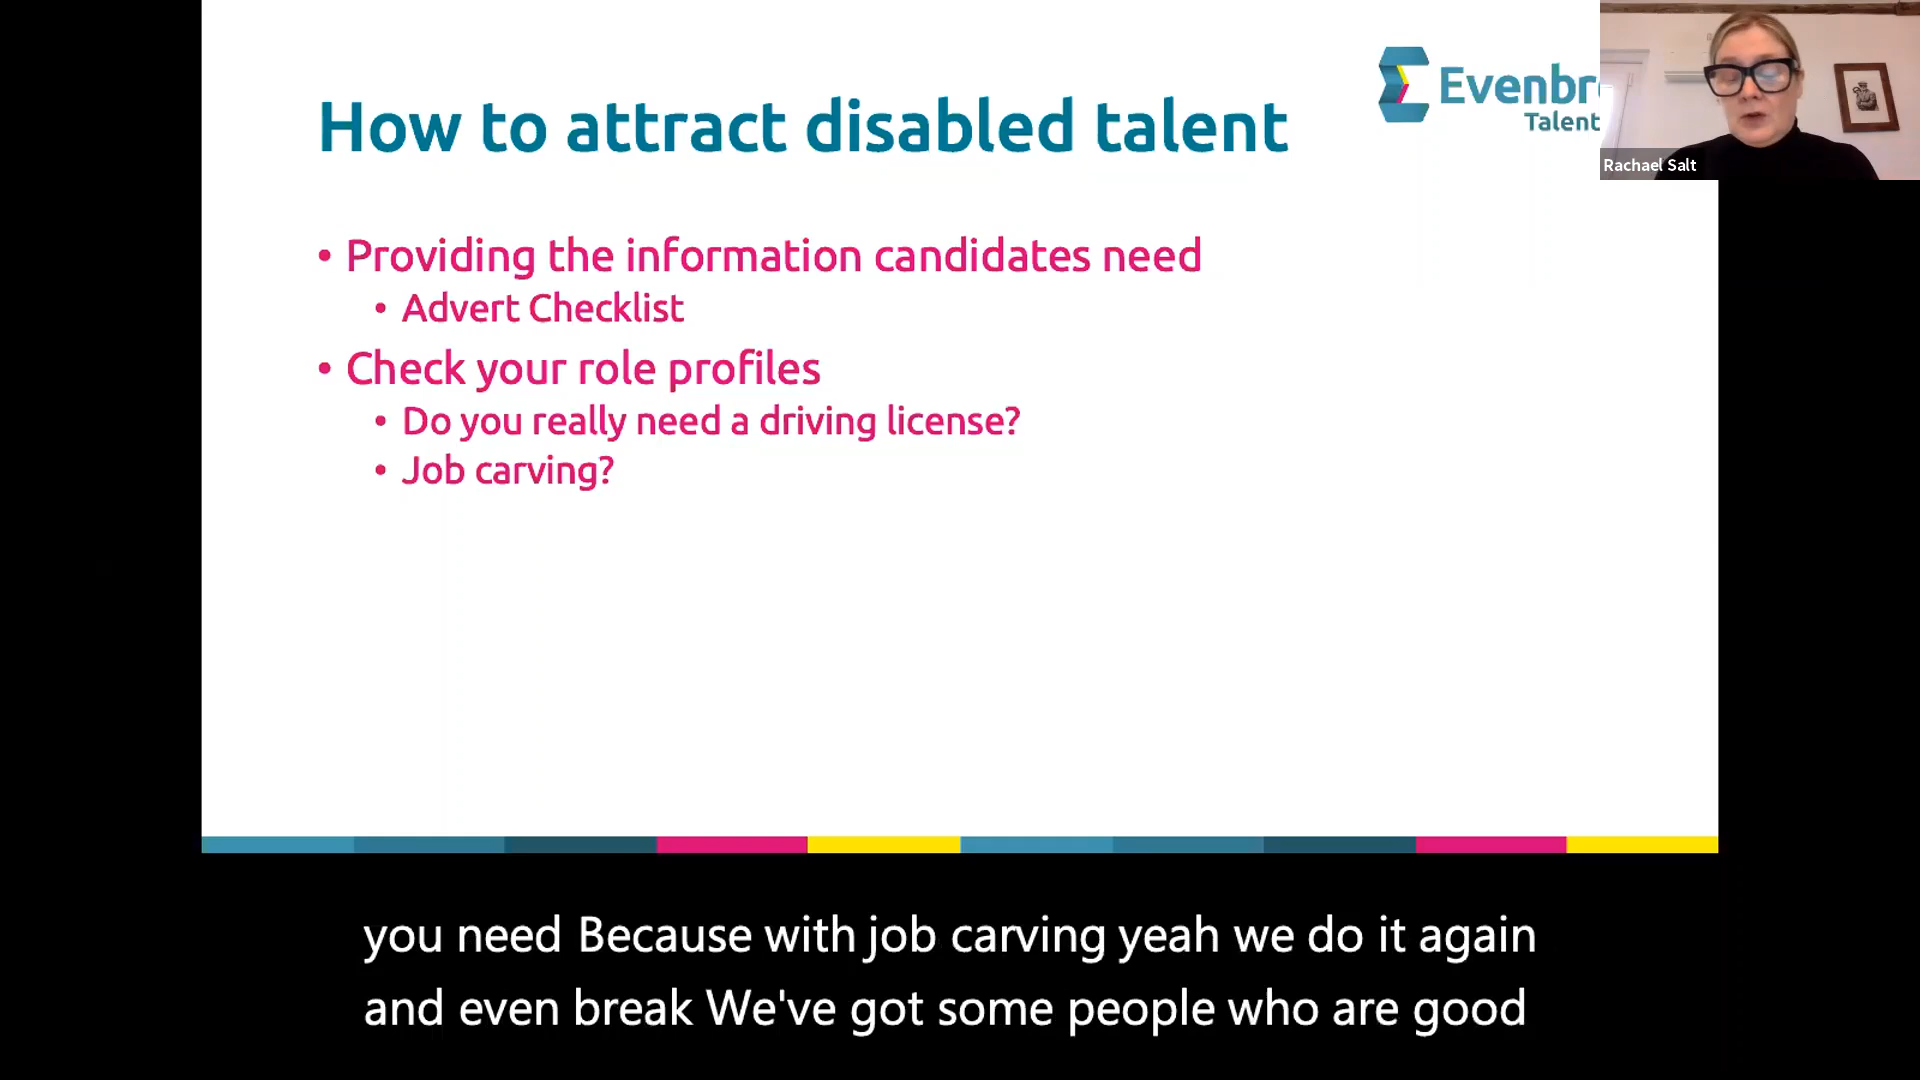 How to attract disabled talent
Evenbr
Talent
Rachael Salt
• Providing the information candidates need
• Advert Checklist
• Check your role profiles
• Do you really need a driving license?
• Job carving?
you need Because with job carving yeah we do it again
and even break We've got some people who are good